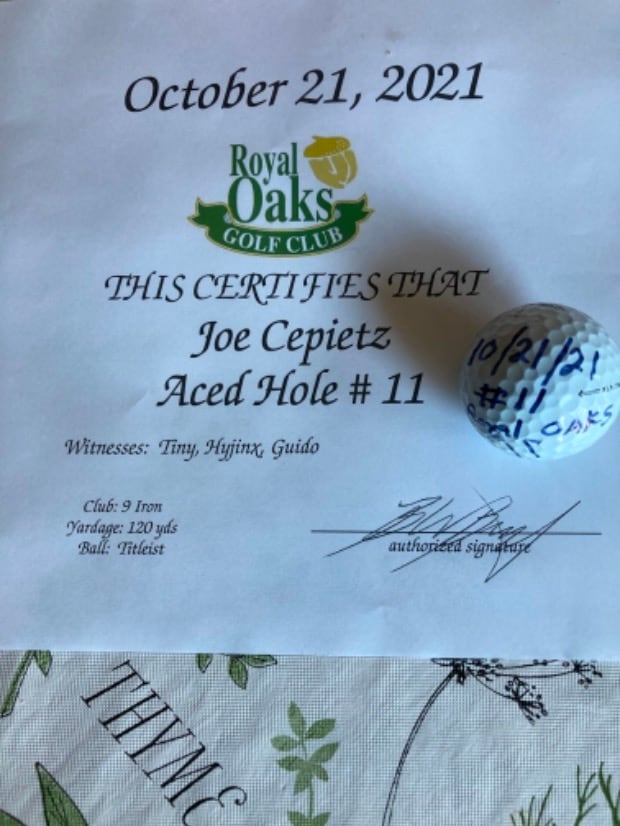 October 21, 2021
Royal
Oaks
GOLF CLUB
THIS CERTIFIES THAT
Joe Cepietz
Aced Hole # 11
Witnesses: Tiny, Hyjinx, Guido
Club: 9 Iron
Yardage: 120 yds
Ball: Titleist
authorized signature
10/21/21
#11
OAKS
THYME